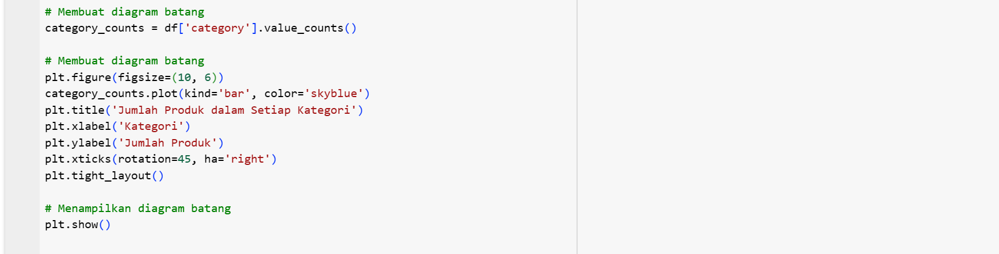 # Membuat diagram batang
category_counts = df['category'].value_counts()
# Membuat diagram batang
plt.figure(figsize=(10, 6))
category_counts.plot(kind='bar', color='skyblue')
plt.title('Jumlah Produk dalam Setiap Kategori')
plt.xlabel('Kategori')
plt.ylabel('Jumlah Produk')
plt.xticks(rotation=45, ha='right')
plt.tight_layout()
# Menampilkan diagram batang
plt.show()